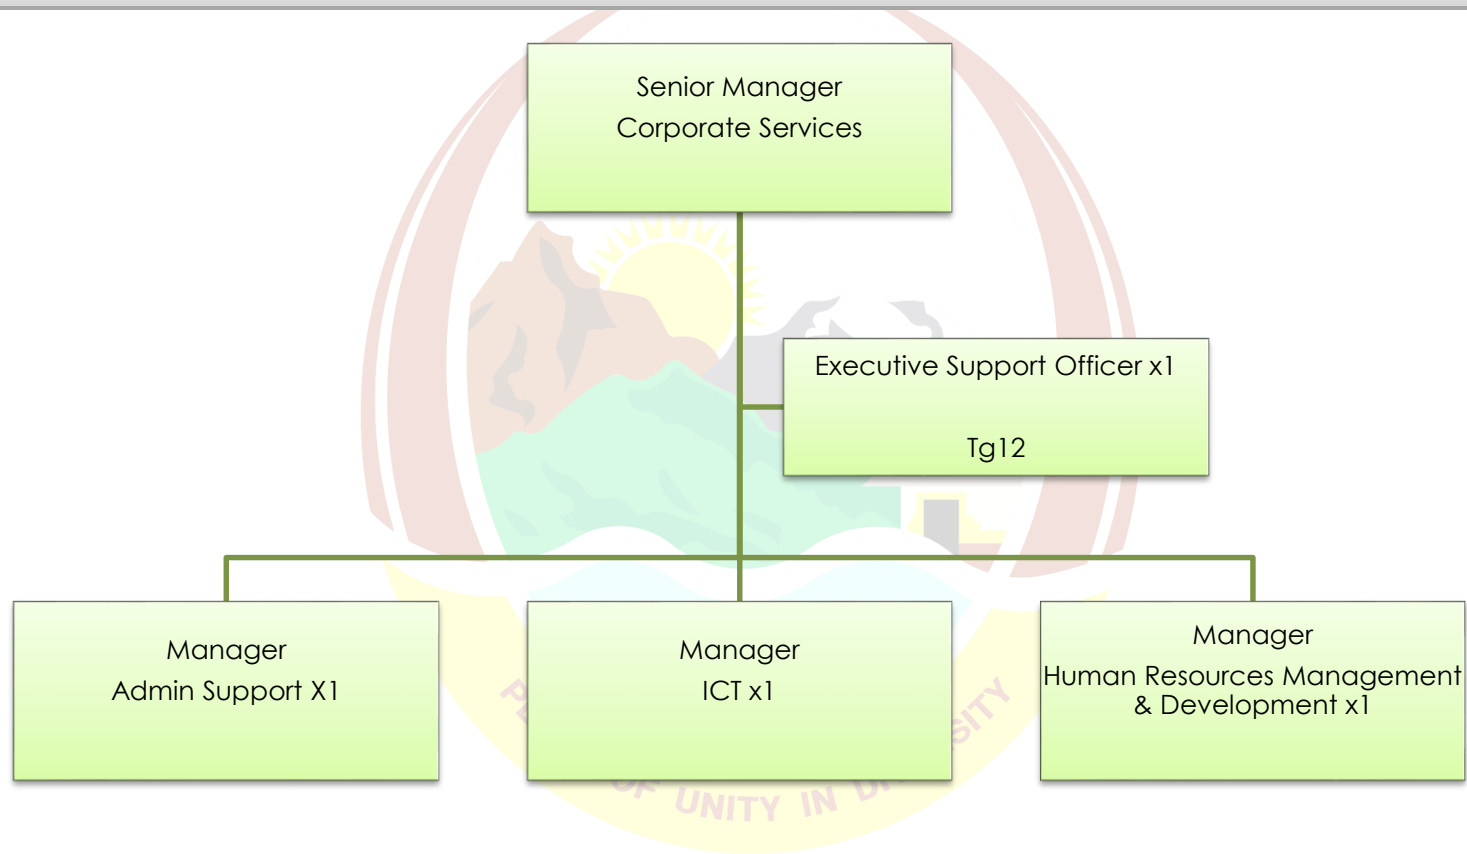 Senior Manager
Corporate Services
Executive Support Officer x1
Tg12
Manager
Admin Support X1
Manager
ICT x1
Manager
Human Resources Management
& Development x1
OF UNITY IN